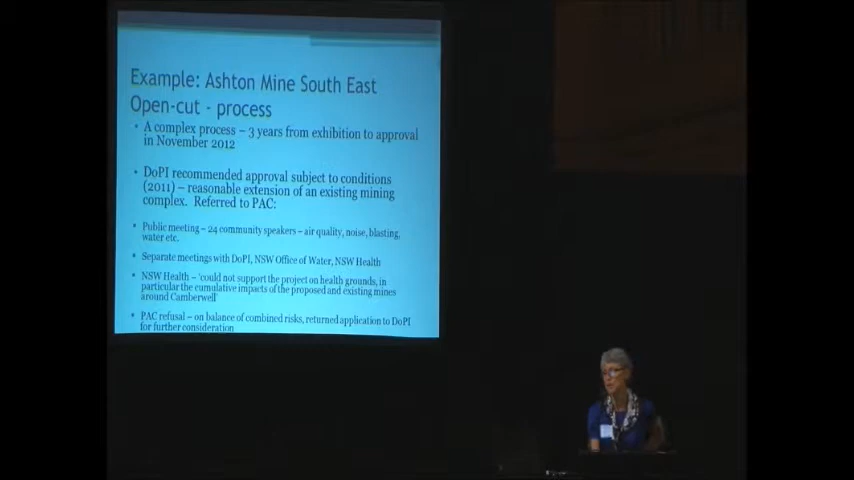 Example: Ashton Mine South East
Open-cut - process
• A complex process – 3 years from exhibition to approval
in November 2012
• DoPI recommended approval subject to conditions
(2011) – reasonable extension of an existing mining
complex. Referred to PAC:
• Public meeting – 24 community speakers – air quality, noise, blasting,
water etc.
• Separate meetings with DoPI, NSW Office of Water, NSW Health
• NSW Health – 'could not support the project on health grounds, in
particular the cumulative impacts of the proposed and existing mines
around Camberwell'
• PAC refusal – on balance of combined risks, returned application to DoPI
for further consideration